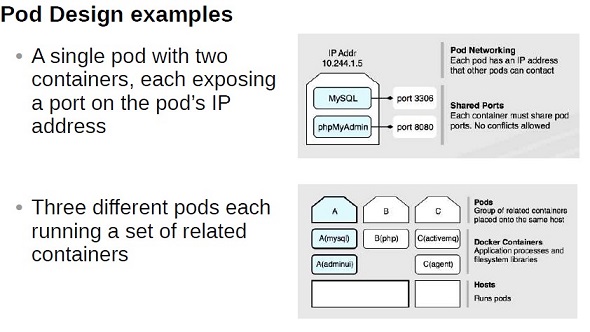 Pod Design examples
• A single pod with two
containers, each exposing
a port on the pod's IP
address
IP Addr
10.244.1.5
MySQL
port 3306
phpMyAdmin
port 8080
Pod Networking
Each pod has an IP address
that other pods can contact
Shared Ports
Each container must share pod
ports. No conflicts allowed
• Three different pods each
running a set of related
containers
A
B
C
A(mysql)
B(php)
C(activemq)
A(adminui)
C(agent)
Pods
Group of related containers
placed onto the same host
Docker Containers
Application processes and
filesystem libraries
Hosts
Runs pods